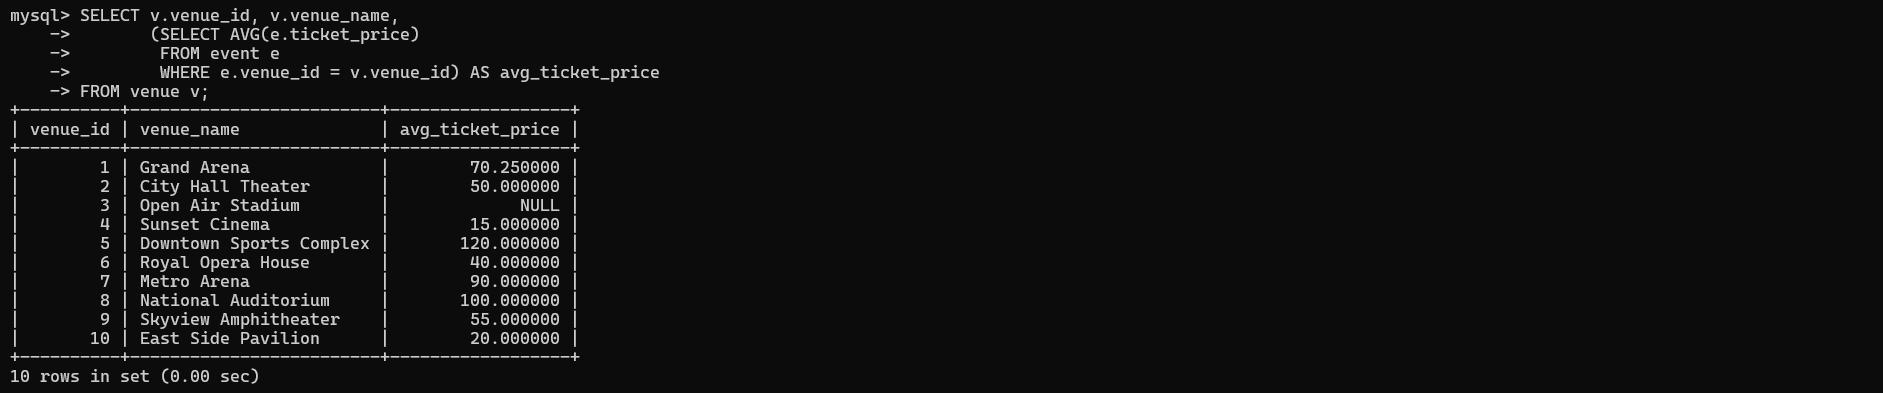 mysql> SELECT v.venue_id, v.venue_name,
    ->        (SELECT AVG(e.ticket_price)
    ->         FROM event e
    ->         WHERE e.venue_id = v.venue_id) AS avg_ticket_price
    -> FROM venue v;
+----------+-------------------------+------------------+
| venue_id | venue_name              | avg_ticket_price |
+----------+-------------------------+------------------+
|        1 | Grand Arena             |        70.250000 |
|        2 | City Hall Theater       |        50.000000 |
|        3 | Open Air Stadium        |             NULL |
|        4 | Sunset Cinema           |        15.000000 |
|        5 | Downtown Sports Complex |       120.000000 |
|        6 | Royal Opera House       |        40.000000 |
|        7 | Metro Arena             |        90.000000 |
|        8 | National Auditorium     |       100.000000 |
|        9 | Skyview Amphitheater    |        55.000000 |
|       10 | East Side Pavilion      |        20.000000 |
+----------+-------------------------+------------------+
10 rows in set (0.00 sec)